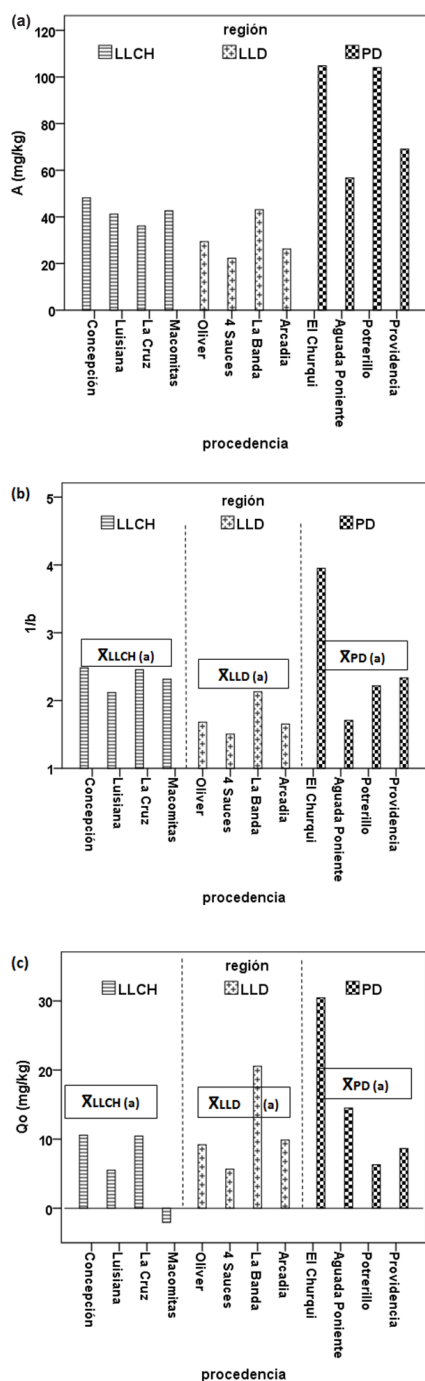 (a)
región
LLCH LLD PD
A (mg/kg)
120
100
80
60
40
20
0
Concepción
Luisiana
La Cruz
Macomitas
Oliver
4 Sauces
La Banda
Arcadia
El Churqui
Aguada Poniente
Potrerillo
Providencia
procedencia
(b)
región
LLCH LLD PD
1/b
5
4
3
2
1
X̅LLCH (a)
X̅LLD (a)
X̅PD (a)
Concepción
Luisiana
La Cruz
Macomitas
Oliver
4 Sauces
La Banda
Arcadia
El Churqui
Aguada Poniente
Potrerillo
Providencia
procedencia
(c)
región
LLCH LLD PD
Qo (mg/kg)
30
20
10
0
X̅LLCH (a)
X̅LLD (a)
X̅PD (a)
Concepción
Luisiana
La Cruz
Macomitas
Oliver
4 Sauces
La Banda
Arcadia
El Churqui
Aguada Poniente
Potrerillo
Providencia
procedencia